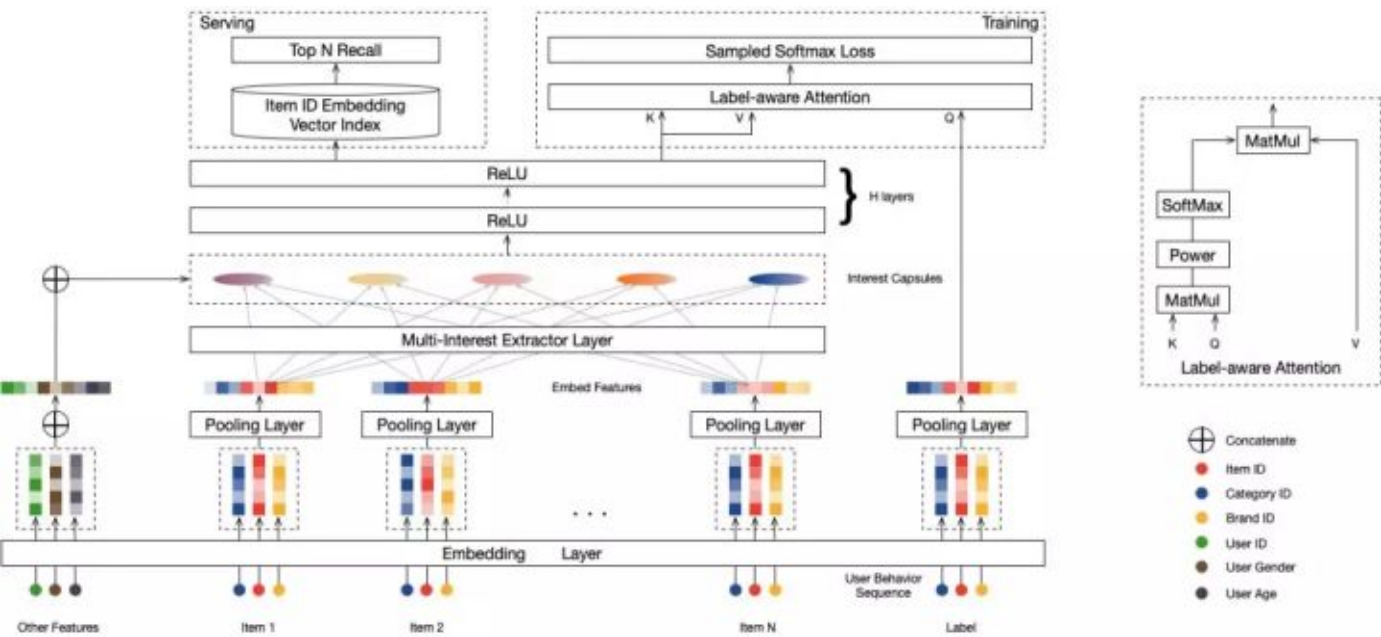 Serving
Training
Top N Recall
Sampled Softmax Loss
Item ID Embedding
Vector Index
Label-aware Attention
K
V
Q
ReLU
ReLU
H layers
Interest Capsules
Multi-Interest Extractor Layer
Embed Features
Pooling Layer
Pooling Layer
Pooling Layer
Pooling Layer
. . .
Embedding Layer
User Behavior
Sequence
Other Features
Item 1
Item 2
Item N
Label
MatMul
SoftMax
Power
MatMul
K
Q
V
Label-aware Attention
Concatenate
Item ID
Category ID
Brand ID
User ID
User Gender
User Age